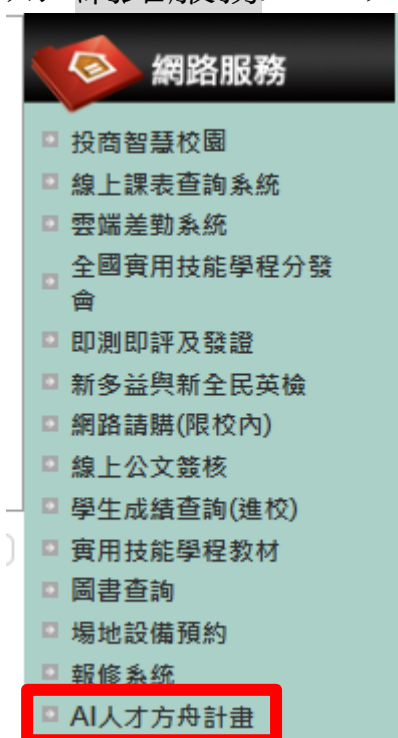 網路服務
投商智慧校園
線上課表查詢系統
雲端差勤系統
全國實用技能學程分發
會
即測即評及發證
新多益與新全民英檢
網路請購(限校內)
線上公文簽核
學生成績查詢(進校)
實用技能學程教材
圖書查詢
場地設備預約
報修系統
AI人才方舟計畫